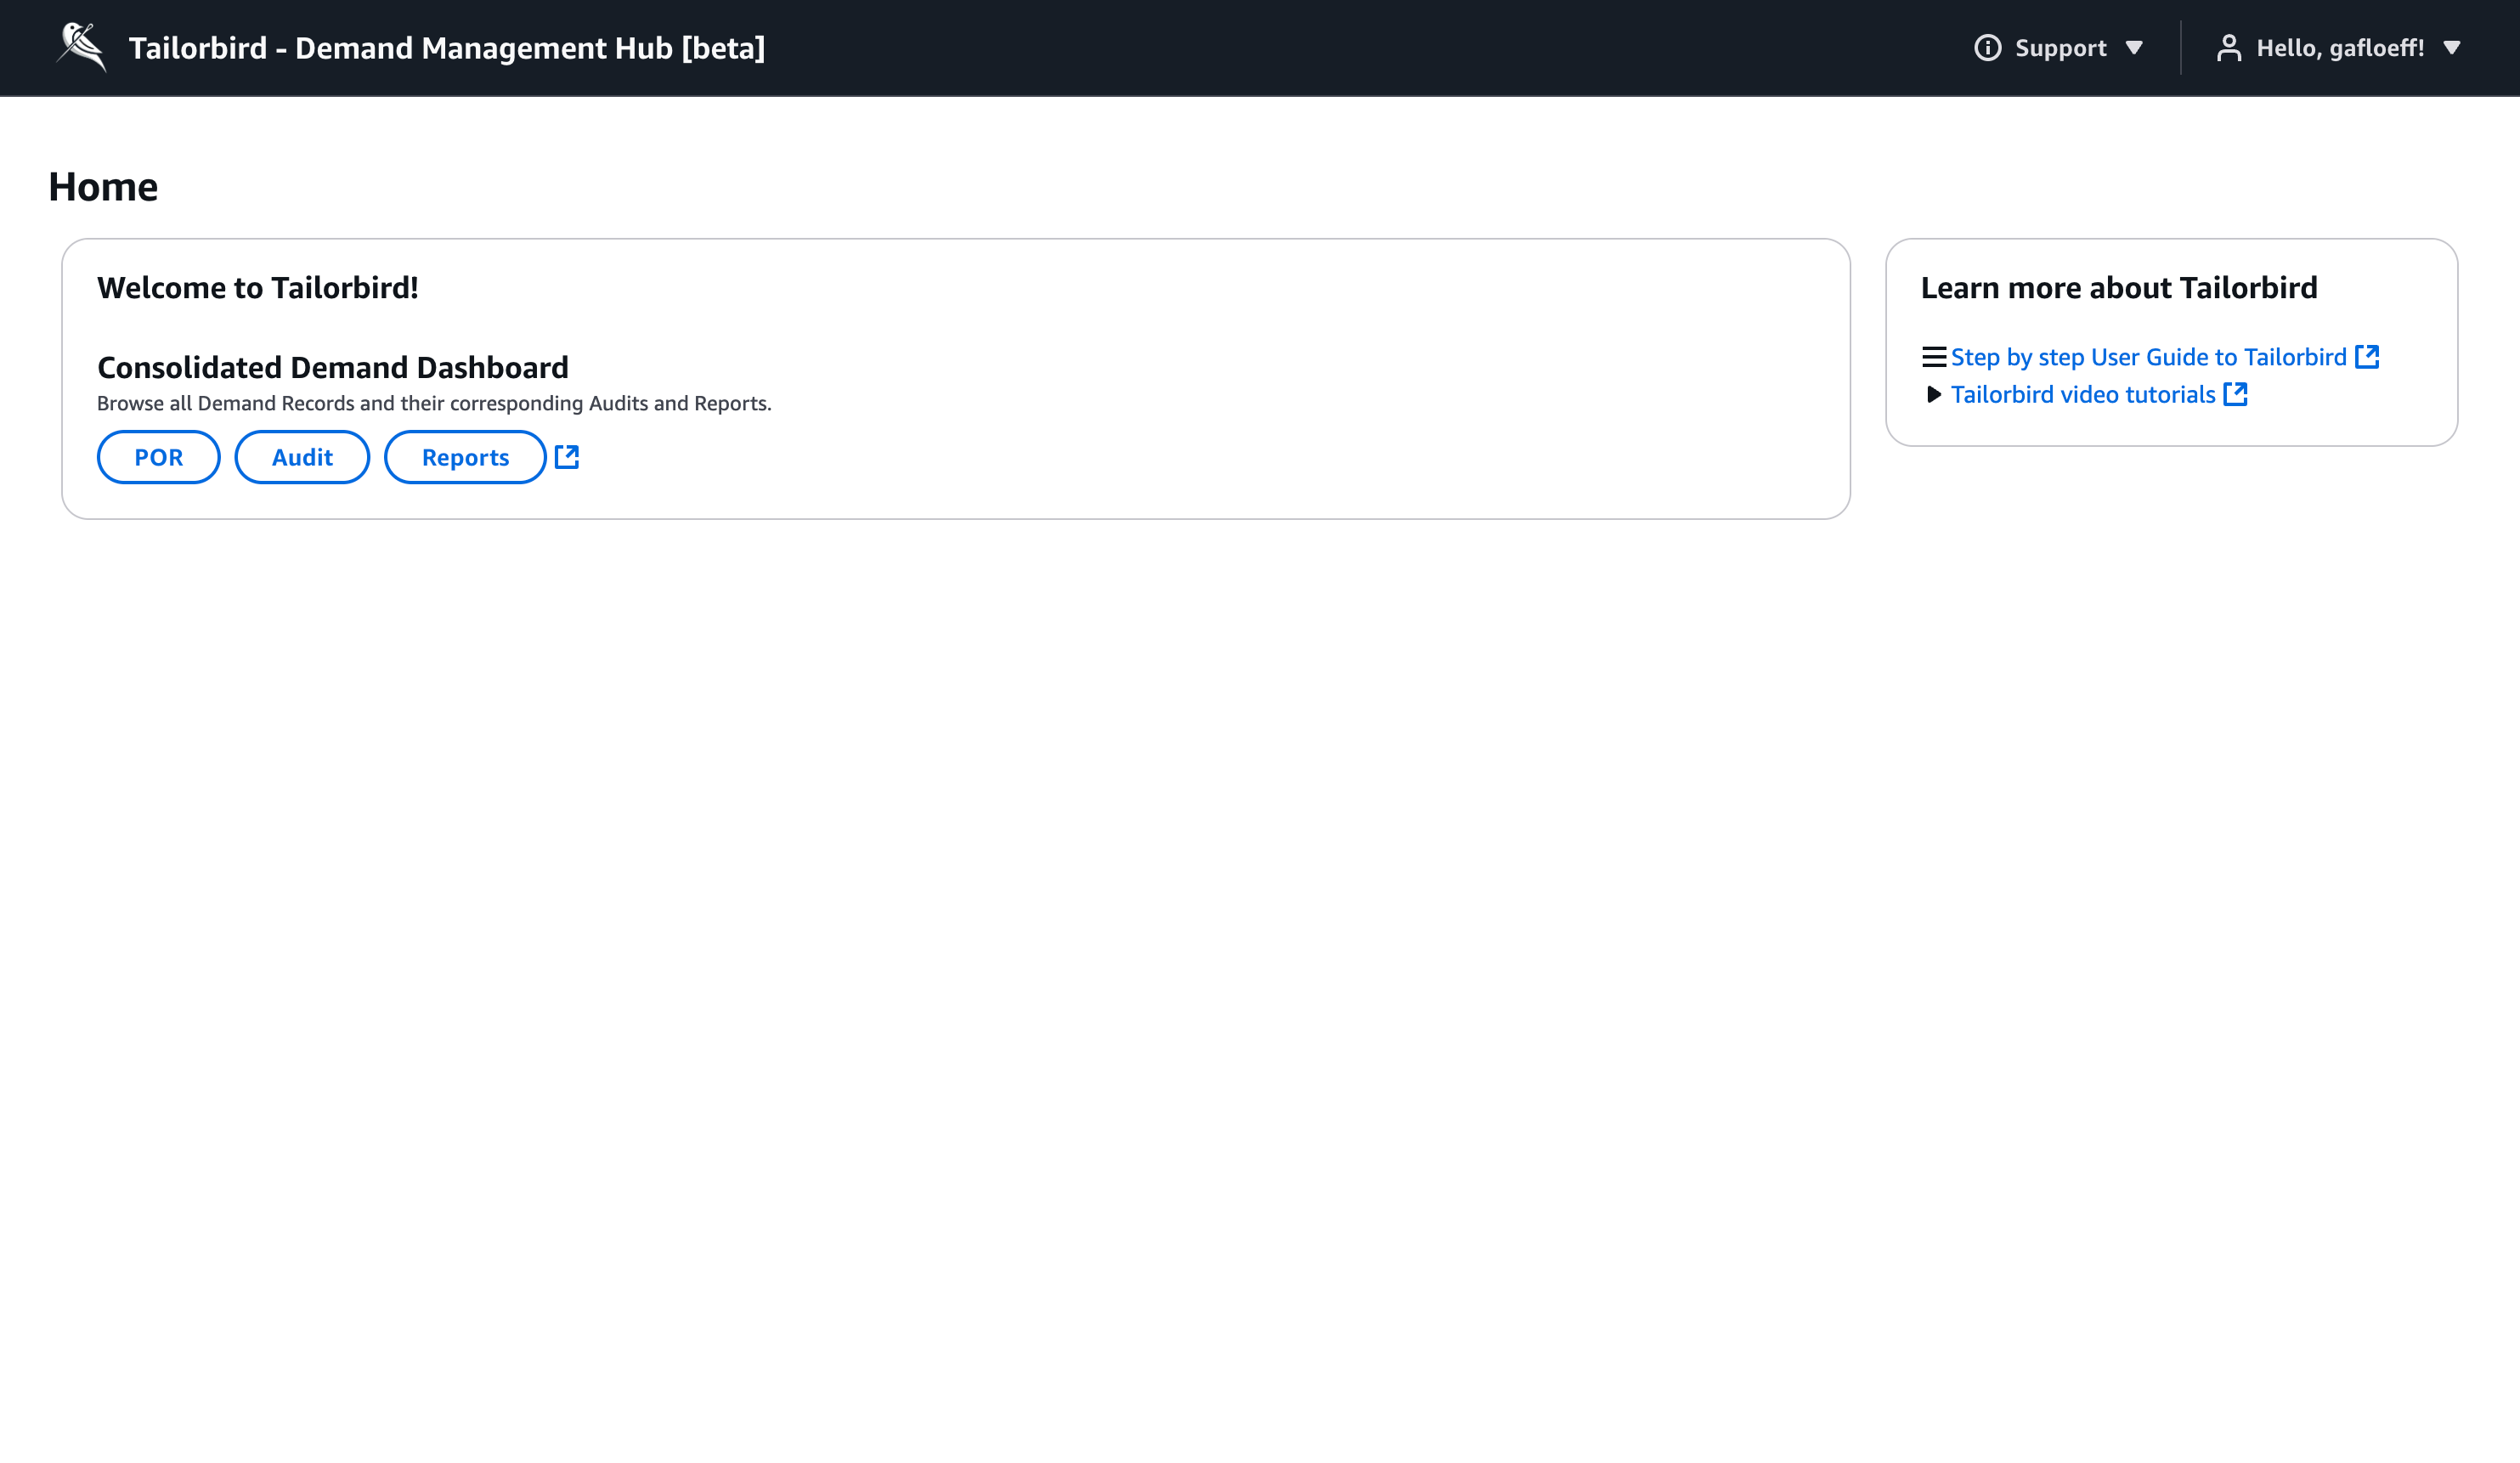 Tailorbird - Demand Management Hub [beta]
Support
Hello, gafloeff!
Home
Welcome to Tailorbird!
Consolidated Demand Dashboard
Browse all Demand Records and their corresponding Audits and Reports.
POR Audit Reports
Learn more about Tailorbird
Step by step User Guide to Tailorbird
Tailorbird video tutorials